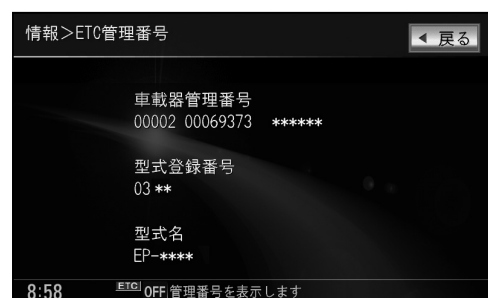 情報>ETC管理番号
◀ 戻る
車載器管理番号
00002 00069373 ******
型式登録番号
03 **
型式名
EP-****
8:58 ETC OFF 管理番号を表示します